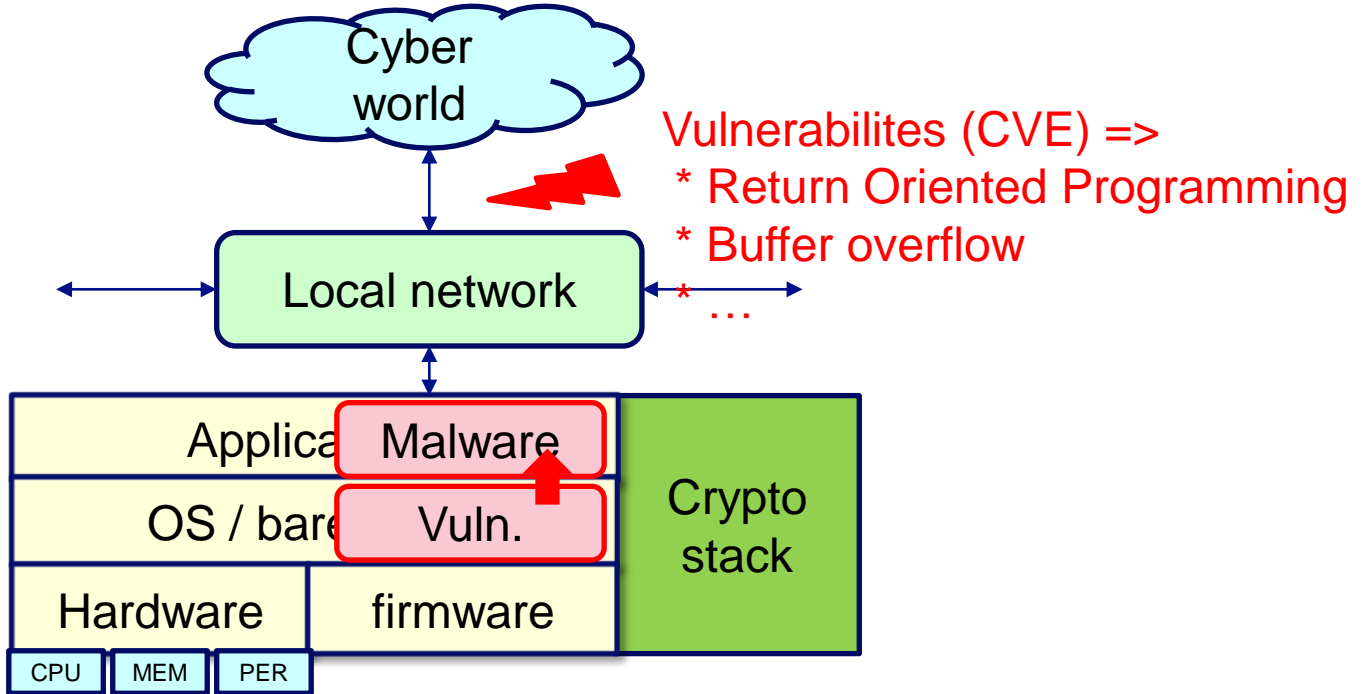 Cyber
world
Vulnerabilites (CVE) =>
* Return Oriented Programming
* Buffer overflow
* ...
Local network
Applica
Malware
OS / bare
Vuln.
Crypto
stack
Hardware
firmware
CPU
MEM
PER